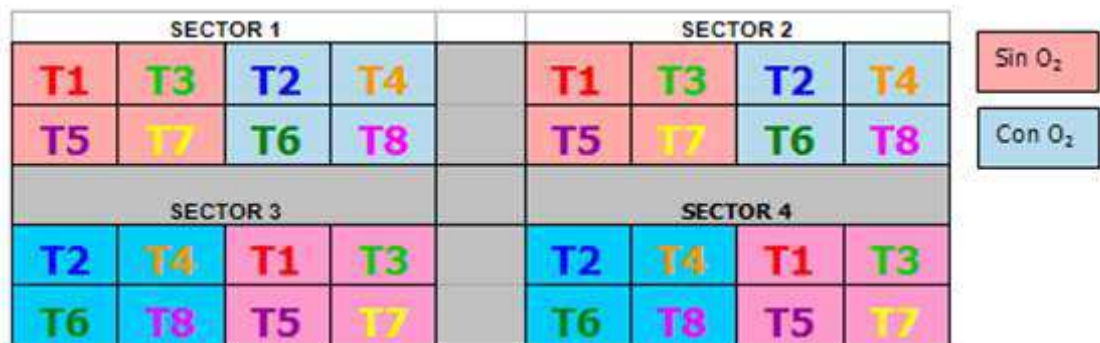 SECTOR 1 SECTOR 2
T1 T3 T2 T4 T1 T3 T2 T4
T5 T7 T6 T8 T5 T7 T6 T8
SECTOR 3 SECTOR 4
T2 T4 T1 T3 T2 T4 T1 T3
T6 T8 T5 T7 T6 T8 T5 T7
Sin O₂
Con O₂